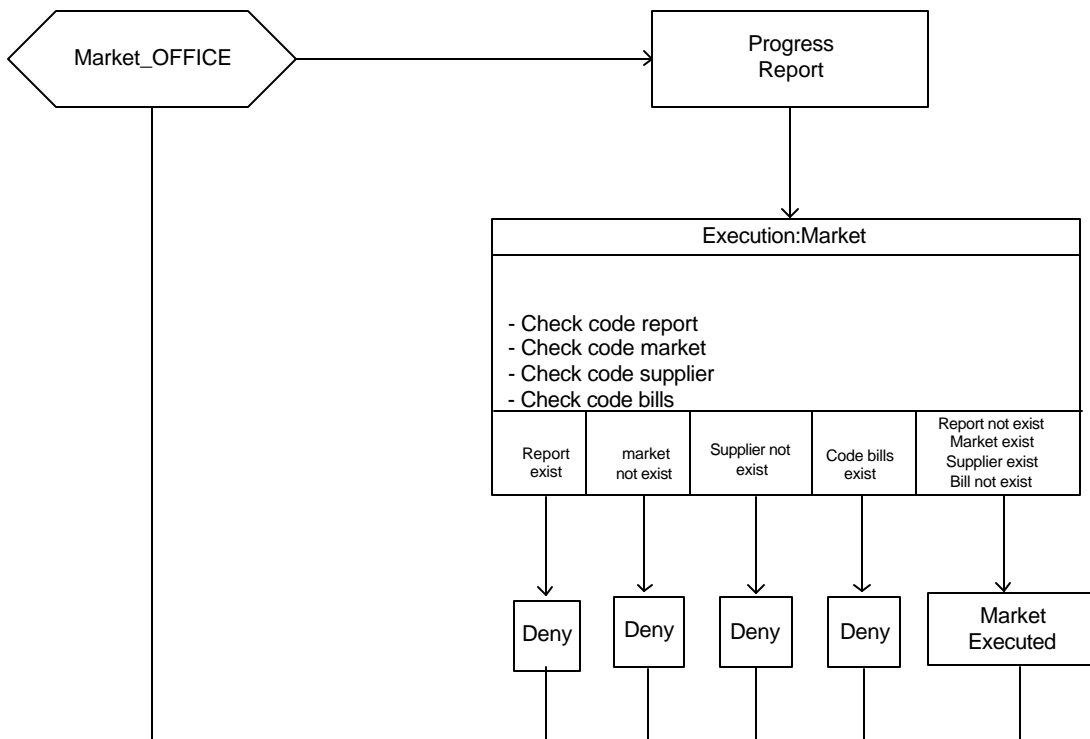 Market_OFFICE
Progress
Report
Execution:Market
- Check code report
- Check code market
- Check code supplier
- Check code bills
Report
exist
market
not exist
Supplier not
exist
Code bills
exist
Report not exist
Market exist
Supplier exist
Bill not exist
Deny
Deny
Deny
Deny
Market
Executed